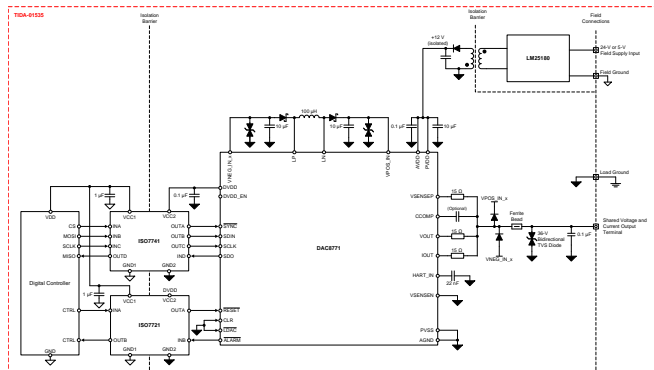 TIDA-01535
Isolation
Barrier
Isolation
Barrier
Field
Connections
+12 V
(isolated)
LM25180
24-V or 5-V
Field Supply Input
Field Ground
100 µH
10 µF
10 µF
0.1 µF
10 µF
VNEG_IN_x
LP
LN
VPOS_IN
AVDD
PVDD
1 µF
0.1 µF
VDD
VCC1
VCC2
DVDD
DVDD_EN
CS
INA
OUTA
SYNC
MOSI
INB
OUTB
SDIN
SCLK
INC
OUTC
SCLK
MISO
OUTD
IND
SDO
ISO7741
GND1
GND2
Digital Controller
1 µF
DVDD
VCC1
VCC2
CTRL
INA
OUTA
RESET
CLR
LDAC
CTRL
OUTB
INB
ALARM
ISO7721
GND
GND1
GND2
DAC8771
VSENSEP
15 Ω
CCOMP
(Optional)
VOUT
15 Ω
IOUT
15 Ω
HART_IN
22 nF
VSENSEN
PVSS
AGND
VPOS_IN_x
VNEG_IN_x
Ferrite
Bead
36-V
Bidirectional
TVS Diode
0.1 µF
Load Ground
Shared Voltage and
Current Output
Terminal